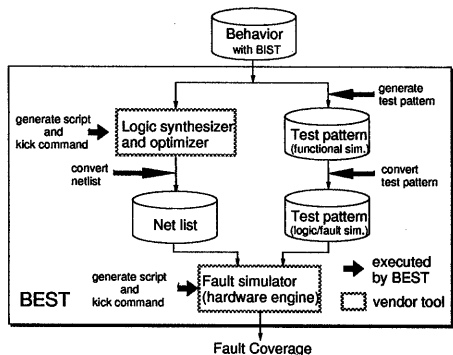 Behavior
with BIST
generate
test pattern
generate script
and
kick command
Logic synthesizer
and optimizer
Test pattern
(functional sim.)
convert
netlist
convert
test pattern
Net list
Test pattern
(logic/fault sim.)
generate script
and
kick command
Fault simulator
(hardware engine)
executed
by BEST
vendor tool
BEST
Fault Coverage